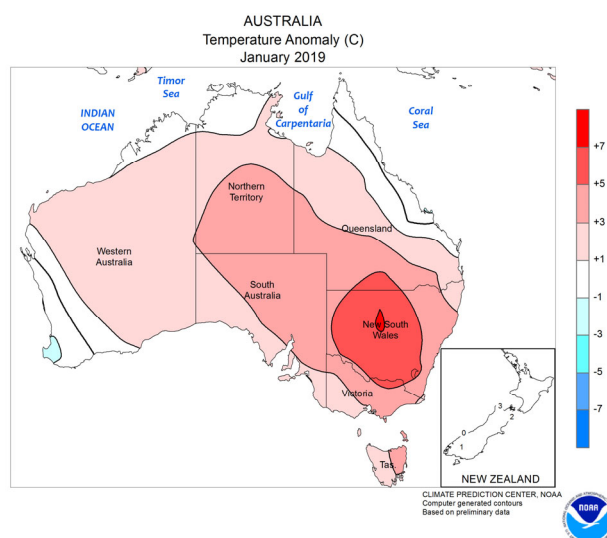 AUSTRALIA
Temperature Anomaly (C)
January 2019
Timor
Sea
Gulf
of
Carpentaria
INDIAN
OCEAN
Coral
Sea
Northern
Territory
Queensland
Western
Australia
South
Australia
New South
Wales
Victoria
Tas.
+7
+5
+3
+1
-1
-3
-5
-7
3
2
0
1
NEW ZEALAND
CLIMATE PREDICTION CENTER, NOAA
Computer generated contours
Based on preliminary data
NOAA